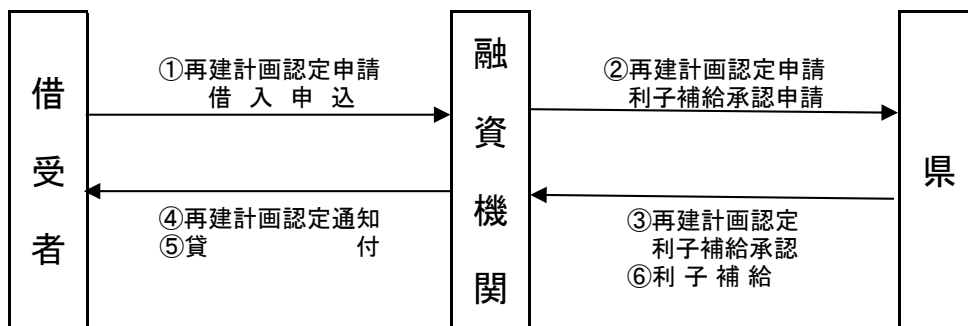 借受者
①再建計画認定申請
借入申込
融資機関
②再建計画認定申請
利子補給承認申請
県
④再建計画認定通知
⑤貸付
③再建計画認定
利子補給承認
⑥利子補給